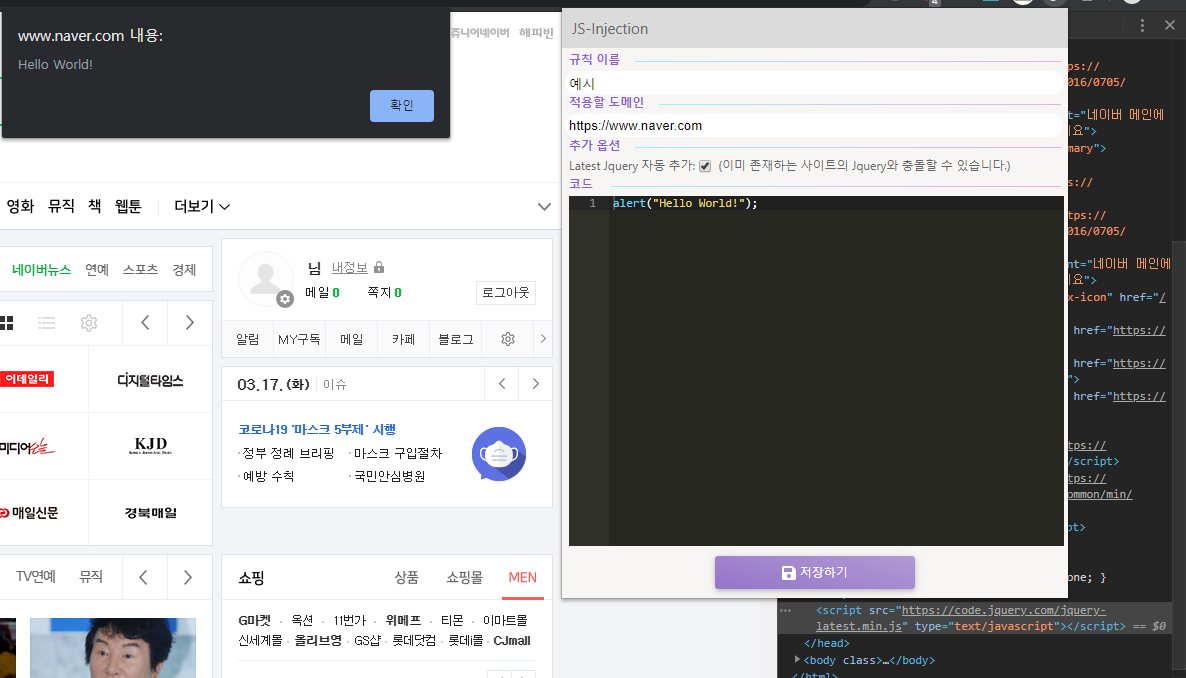 4
www.naver.com 내용:
Hello World!
확인
쥬니어네이버 해피빈
영화 뮤직 책 웹툰 더보기
네이버뉴스 연예 스포츠 경제
이데일리
디지털타임스
미디어오늘
KJD
매일신문
경북매일
TV연예 뮤직
님 내정보
메일 0 쪽지 0
로그아웃
알림 MY구독 메일 카페 블로그
03.17.(화) 이슈
코로나19 '마스크 5부제' 시행
·정부 정례 브리핑 ·마스크 구입절차
·예방 수칙 ·국민안심병원
쇼핑 상품 쇼핑몰 MEN
G마켓 · 옥션 · 11번가 · 위메프 · 티몬 · 이마트몰
신세계몰 · 올리브영 · GS샵 · 롯데닷컴 · 롯데몰 · CJmall
JS-Injection
규칙 이름
예시
적용할 도메인
https://www.naver.com
추가 옵션
Latest Jquery 자동 추가: (이미 존재하는 사이트의 Jquery와 충돌할 수 있습니다.)
코드
1 alert("Hello World!");
저장하기
ps://
016/0705/
t="네이버 메인에
요">
mary">
s://
tps://
016/0705/
nt="네이버 메인에
요">
x-icon" href="/
href="https://
href="https://
">
href="https://
tps://
/script>
tps://
ommon/min/
pt>
one; }
<script src="https://code.jquery.com/jquery-
latest.min.js" type="text/javascript"></script> == $0
</head>
<body class>…</body>
</html>